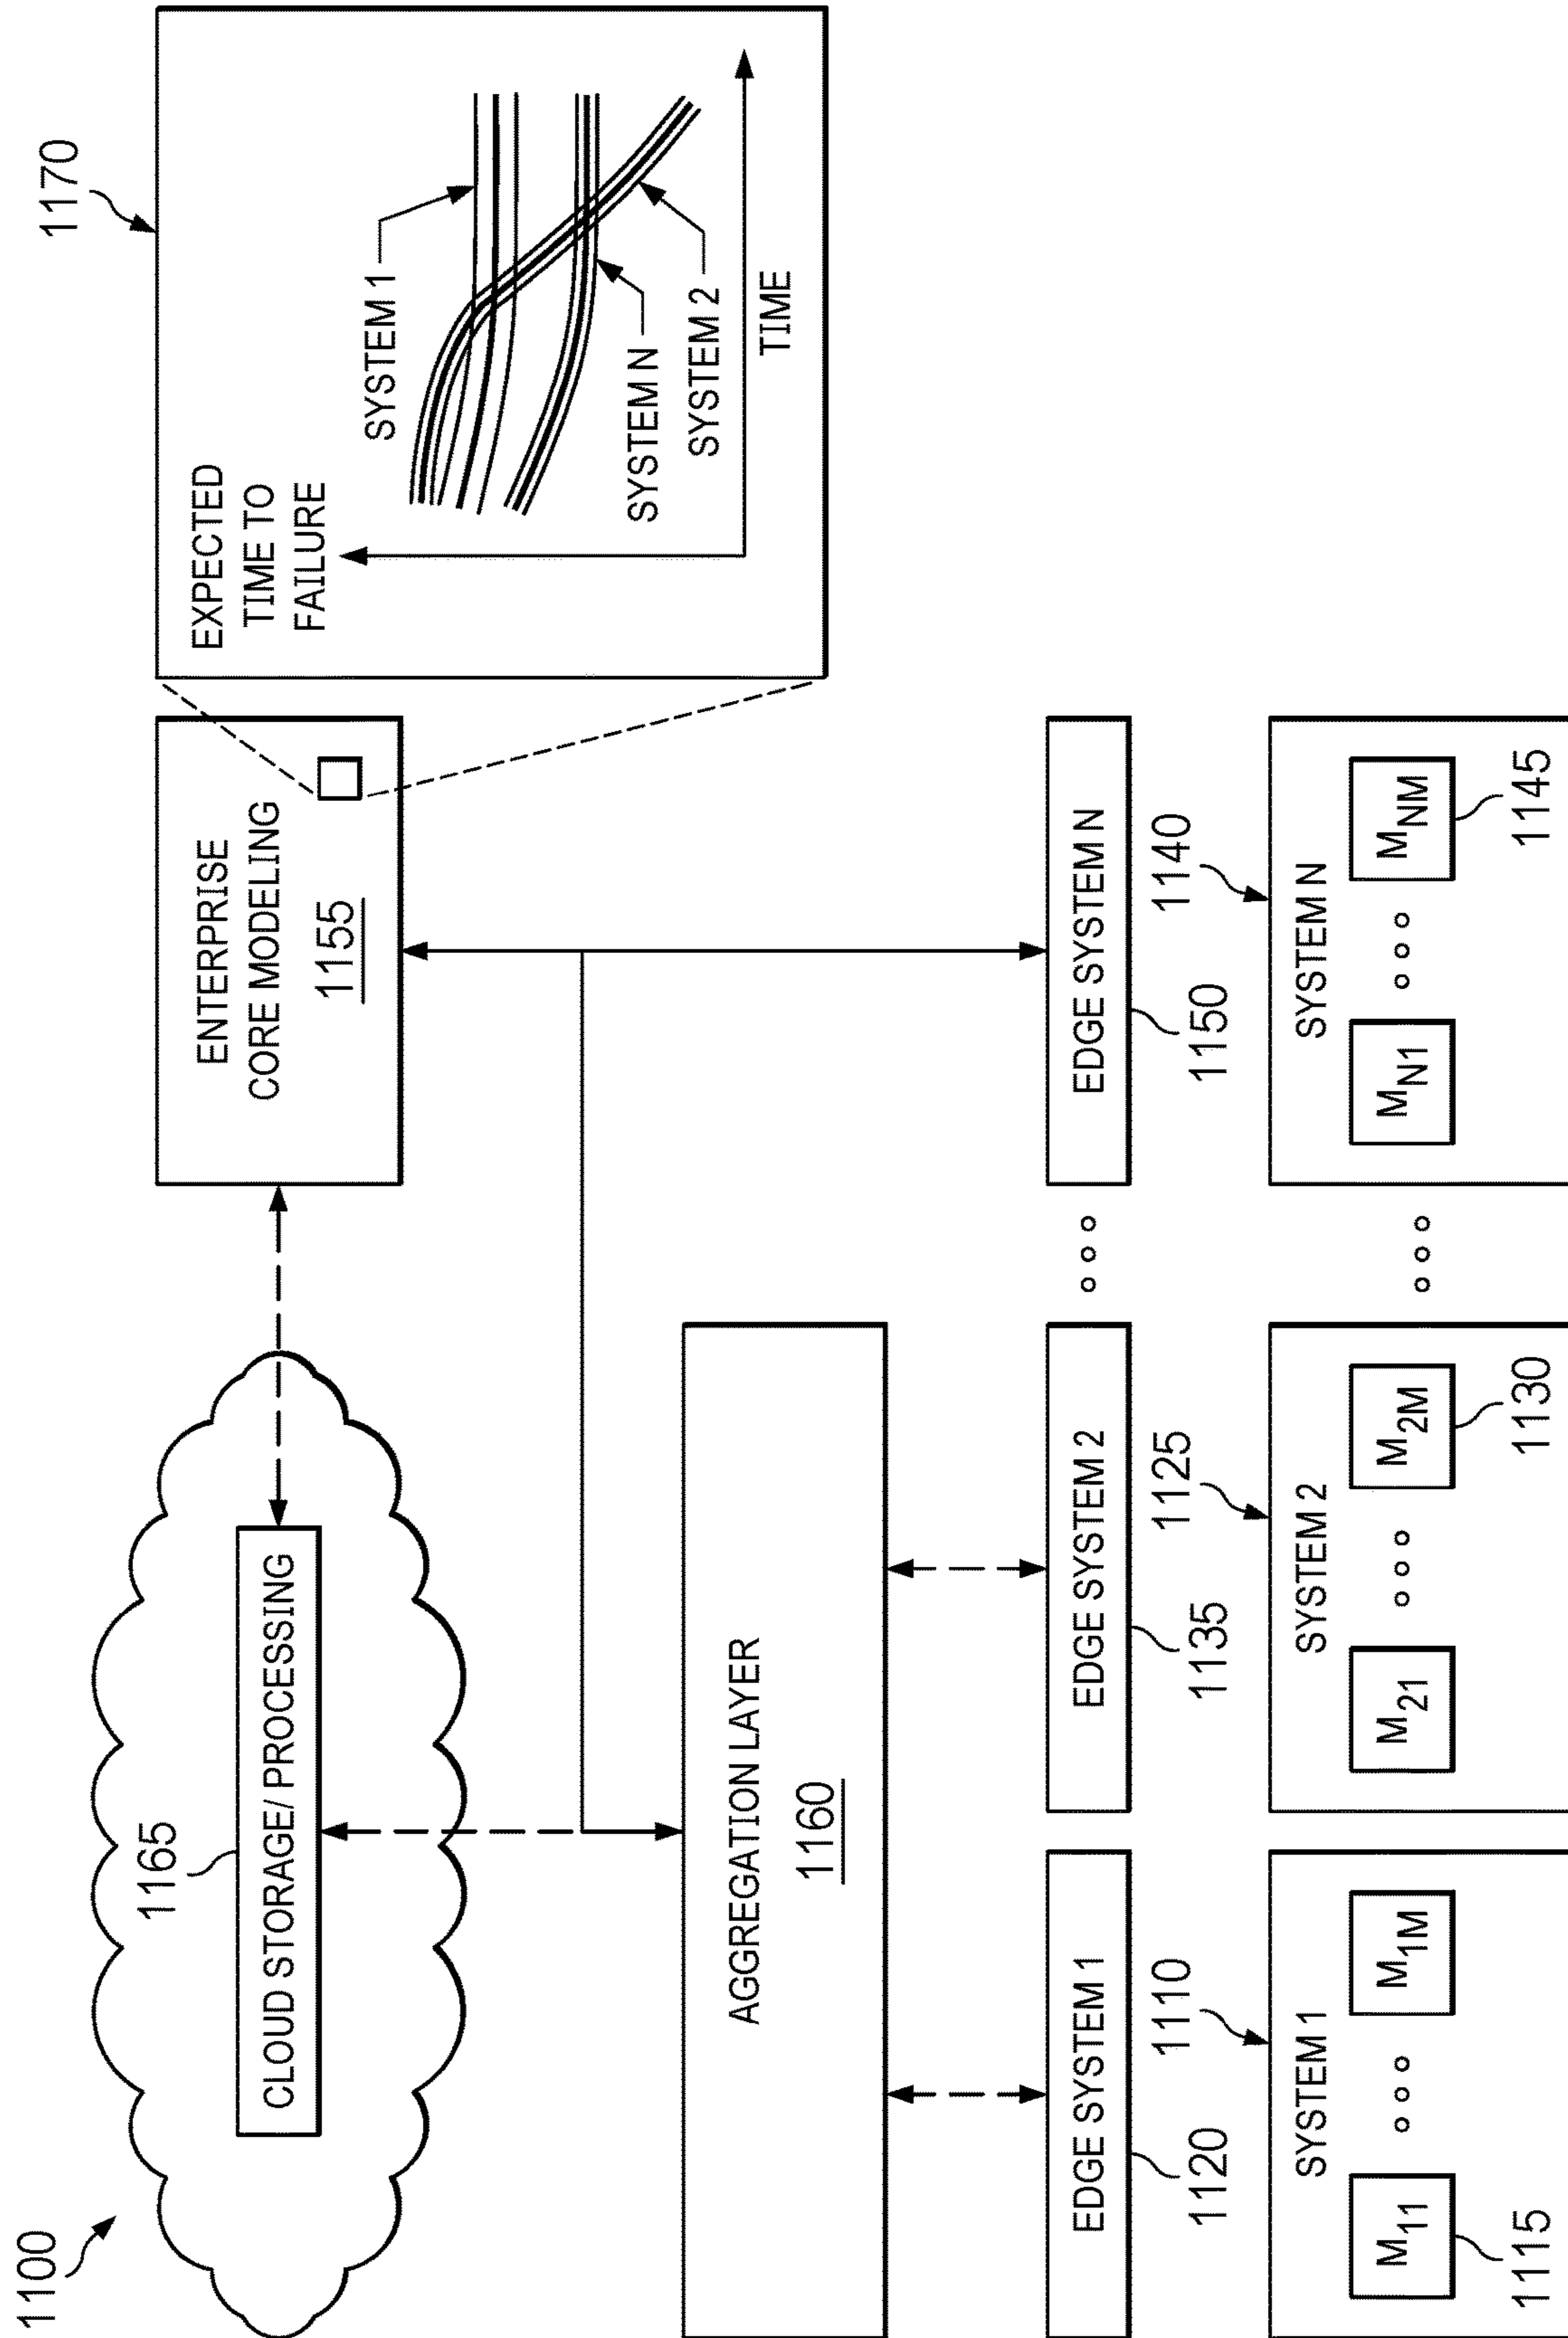 1100
1165
CLOUD STORAGE/ PROCESSING
ENTERPRISE
CORE MODELING
1155
1170
EXPECTED
TIME TO
FAILURE
SYSTEM 1
SYSTEM N
SYSTEM 2
TIME
AGGREGATION LAYER
1160
EDGE SYSTEM 1
EDGE SYSTEM 2
EDGE SYSTEM N
1120
1110
1135
1125
1150
1140
SYSTEM 1
M11
M1M
1115
SYSTEM 2
M21
M2M
1130
SYSTEM N
MN1
MNM
1145